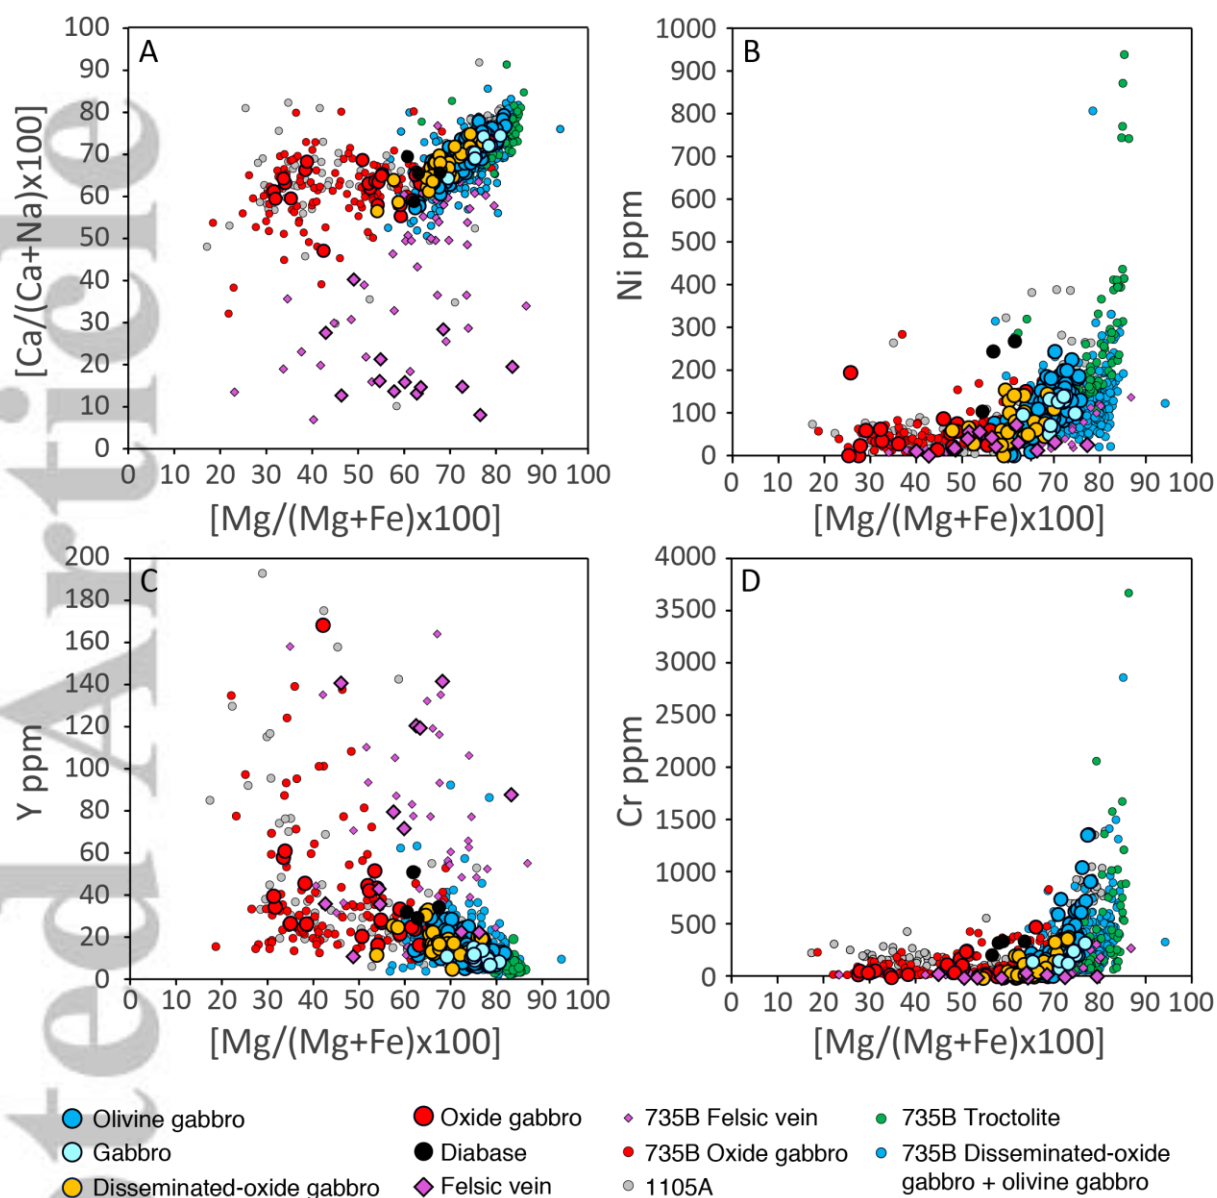 A
100
90
80
70
60
50
40
30
20
10
0
[Ca/(Ca+Na)x100]
0 10 20 30 40 50 60 70 80 90 100
[Mg/(Mg+Fe)x100]
B
1000
900
800
700
600
500
400
300
200
100
0
Ni ppm
0 10 20 30 40 50 60 70 80 90 100
[Mg/(Mg+Fe)x100]
C
200
180
160
140
120
100
80
60
40
20
0
Y ppm
0 10 20 30 40 50 60 70 80 90 100
[Mg/(Mg+Fe)x100]
D
4000
3500
3000
2500
2000
1500
1000
500
0
Cr ppm
0 10 20 30 40 50 60 70 80 90 100
[Mg/(Mg+Fe)x100]
Olivine gabbro
Gabbro
Disseminated-oxide gabbro
Oxide gabbro
Diabase
Felsic vein
735B Felsic vein
735B Oxide gabbro
1105A
735B Troctolite
735B Disseminated-oxide
gabbro + olivine gabbro
ted Article